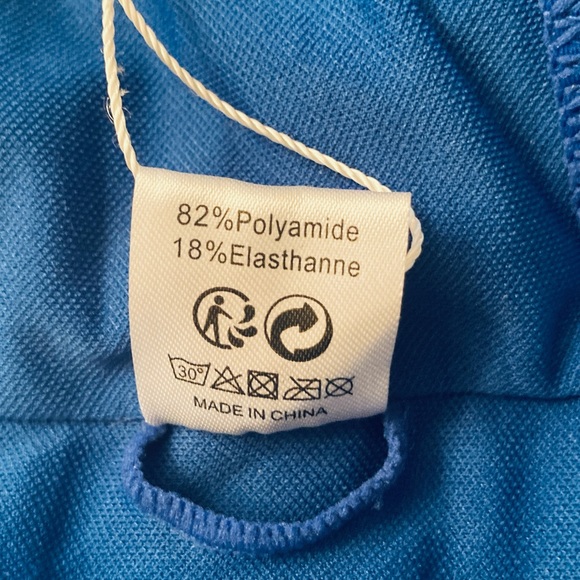 82%Polyamide
18%Elasthanne
30°
MADE IN CHINA